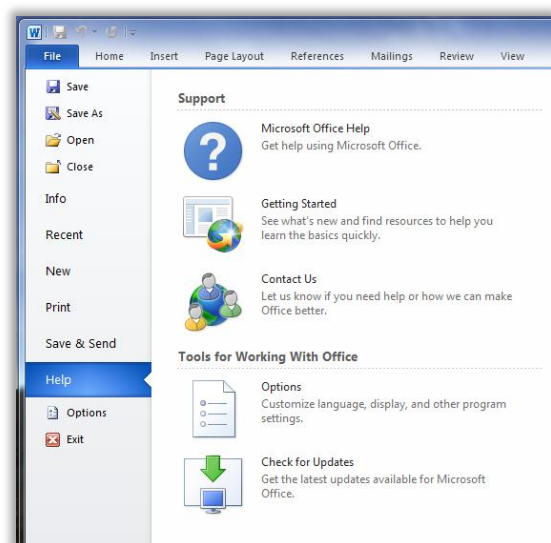 W
File Home Insert Page Layout References Mailings Review View
Save
Save As
Open
Close
Info
Recent
New
Print
Save & Send
Help
Options
Exit
Support
Microsoft Office Help
Get help using Microsoft Office.
Getting Started
See what's new and find resources to help you
learn the basics quickly.
Contact Us
Let us know if you need help or how we can make
Office better.
Tools for Working With Office
Options
Customize language, display, and other program
settings.
Check for Updates
Get the latest updates available for Microsoft
Office.